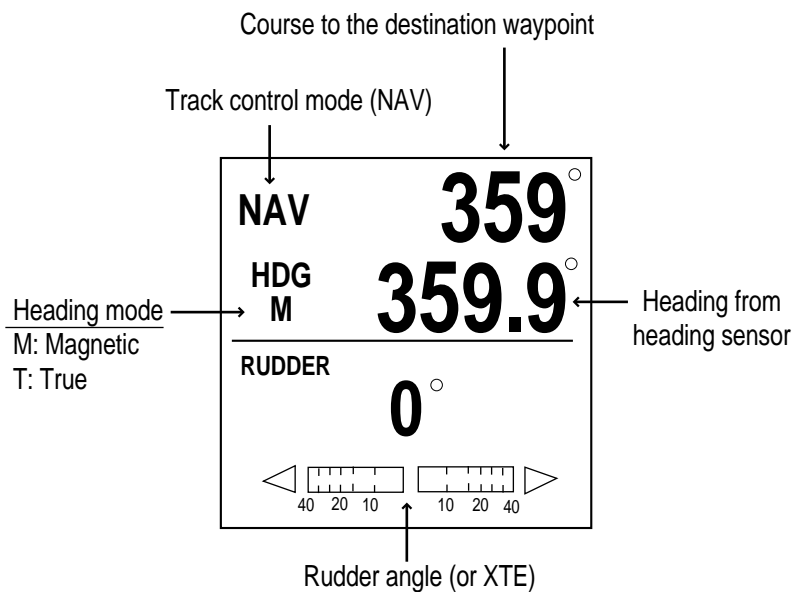 Course to the destination waypoint
Track control mode (NAV)
NAV 359°
HDG
M 359.9°
Heading mode
M: Magnetic
T: True
Heading from
heading sensor
RUDDER
0°
40 20 10 10 20 40
Rudder angle (or XTE)